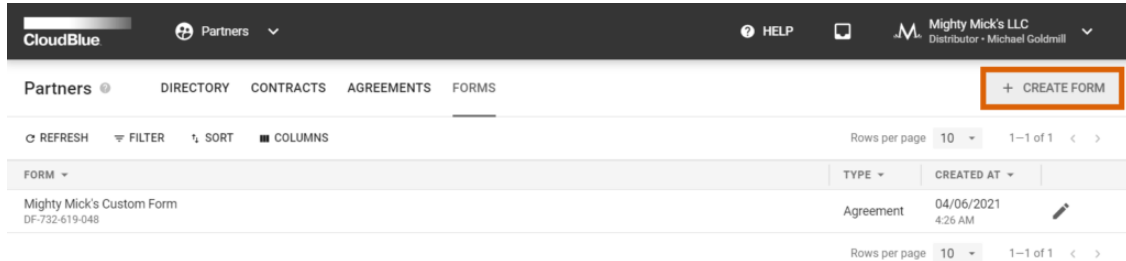 CloudBlue Partners HELP Mighty Mick's LLC
Distributor • Michael Goldmill
Partners DIRECTORY CONTRACTS AGREEMENTS FORMS + CREATE FORM
REFRESH FILTER SORT COLUMNS Rows per page 10 1–1 of 1
FORM TYPE CREATED AT
Mighty Mick's Custom Form Agreement 04/06/2021
DF-732-619-048 4:26 AM
Rows per page 10 1–1 of 1